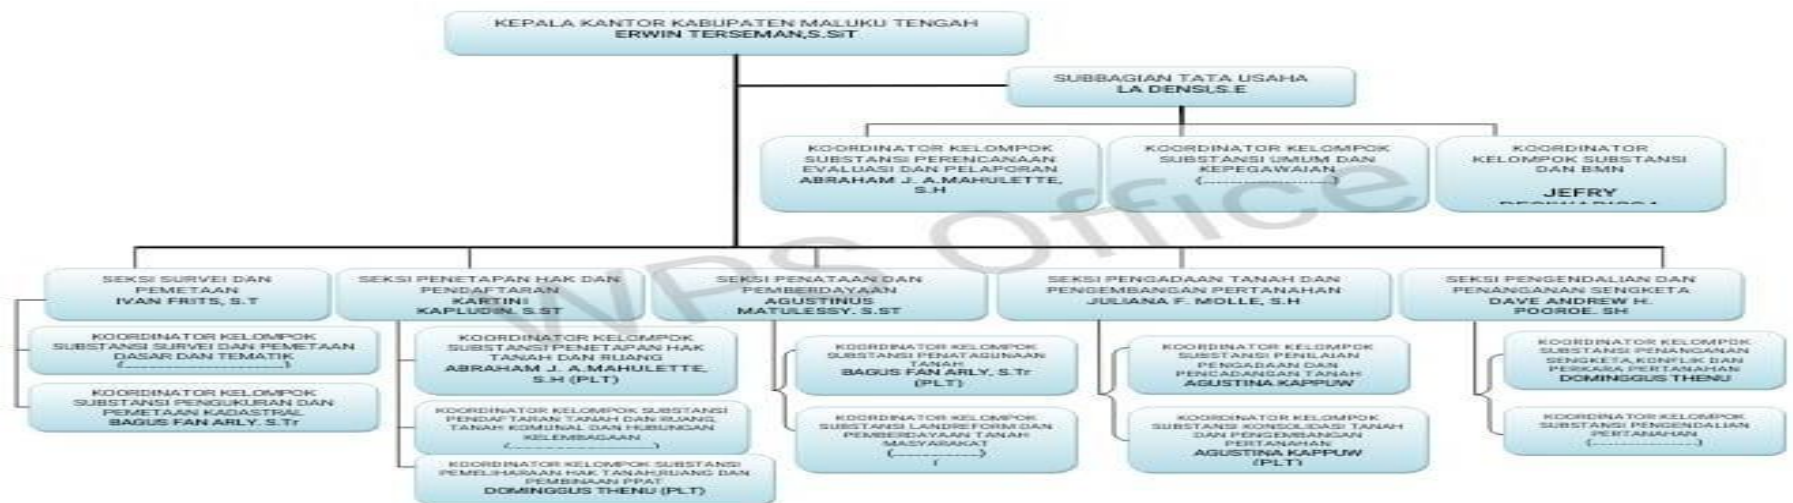 KEPALA KANTOR KABUPATEN MALUKU TENGAH
ERWIN TERSEMAN,S.SiT
SUBBAGIAN TATA USAHA
LA DENSI,S.E
KOORDINATOR KELOMPOK
SUBSTANSI PERENCANAAN
EVALUASI DAN PELAPORAN
ABRAHAM J. A.MAHULETTE,
S.H
KOORDINATOR KELOMPOK
SUBSTANSI UMUM DAN
KEPEGAWAIAN
(........................)
KOORDINATOR
KELOMPOK SUBSTANSI
DAN BMN
JEFRY
WPS Office
SEKSI SURVEI DAN
PEMETAAN
IVAN FRITS, S.T
KOORDINATOR KELOMPOK
SUBSTANSI SURVEI DAN PEMETAAN
DASAR DAN TEMATIK
(............................)
KOORDINATOR KELOMPOK
SUBSTANSI PENGUKURAN DAN
PEMETAAN KADASTRAL
BAGUS FAN ARLY. S.Tr
SEKSI PENETAPAN HAK DAN
PENDAFTARAN
KARTINI
KAPLUDIN. S.ST
KOORDINATOR KELOMPOK
SUBSTANSI PENETAPAN HAK
TANAH DAN RUANG
ABRAHAM J. A.MAHULETTE,
S.H (PLT)
KOORDINATOR KELOMPOK SUBSTANSI
PENDAFTARAN TANAH DAN RUANG,
TANAH KOMUNAL DAN HUBUNGAN
KELEMBAGAAN
(..........................)
KOORDINATOR KELOMPOK SUBSTANSI
PEMELIHARAAN HAK TANAH,RUANG DAN
PEMBINAAN PPAT
DOMINGGUS THENU (PLT)
SEKSI PENATAAN DAN
PEMBERDAYAAN
AGUSTINUS
MATULESSY. S.ST
KOORDINATOR KELOMPOK
SUBSTANSI PENATAGUNAAN
TANAH
BAGUS FAN ARLY, S.Tr
(PLT)
KOORDINATOR KELOMPOK
SUBSTANSI LANDREFORM DAN
PEMBERDAYAAN TANAH
MASYARAKAT
(................)
(
SEKSI PENGADAAN TANAH DAN
PENGEMBANGAN PERTANAHAN
JULIANA F. MOLLE, S.H
KOORDINATOR KELOMPOK
SUBSTANSI PENILAIAN
PENGADAAN DAN
PENCADANGAN TANAH
AGUSTINA KAPPUW
KOORDINATOR KELOMPOK
SUBSTANSI KONSOLIDASI TANAH
DAN PENGEMBANGAN
PERTANAHAN
AGUSTINA KAPPUW
(PLT)
SEKSI PENGENDALIAN DAN
PENANGANAN SENGKETA
DAVE ANDREW H.
POOROE. SH
KOORDINATOR KELOMPOK
SUBSTANSI PENANGANAN
SENGKETA,KONFLIK DAN
PERKARA PERTANAHAN
DOMINGGUS THENU
KOORDINATOR KELOMPOK
SUBSTANSI PENGENDALIAN
PERTANAHAN
(....................)